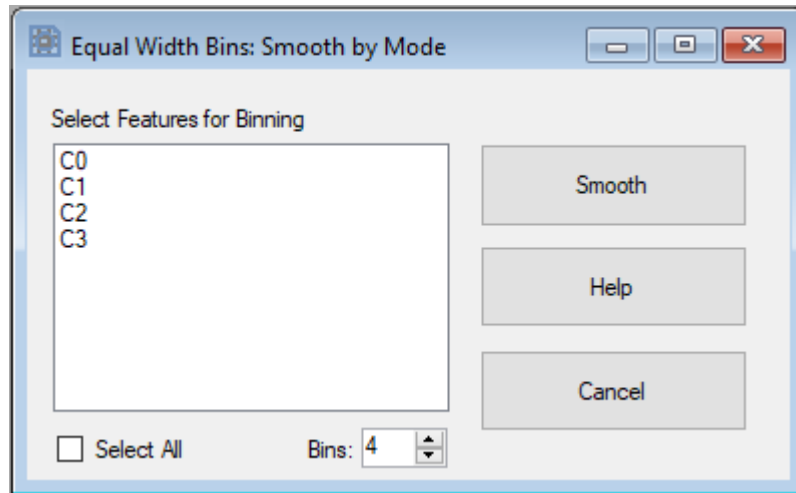 Equal Width Bins: Smooth by Mode
Select Features for Binning
C0
C1
C2
C3
Smooth
Help
Cancel
Select All
Bins: 4